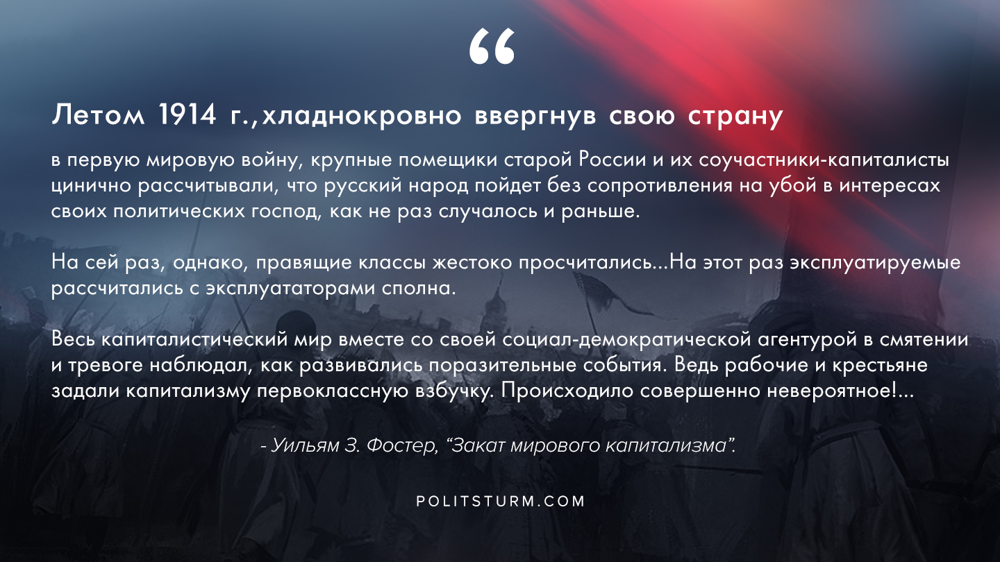 “
Летом 1914 г.,хладнокровно ввергнув свою страну
в первую мировую войну, крупные помещики старой России и их соучастники-капиталисты
цинично рассчитывали, что русский народ пойдет без сопротивления на убой в интересах
своих политических господ, как не раз случалось и раньше.
На сей раз, однако, правящие классы жестоко просчитались...На этот раз эксплуатируемые
рассчитались с эксплуататорами сполна.
Весь капиталистический мир вместе со своей социал-демократической агентурой в смятении
и тревоге наблюдал, как развивались поразительные события. Ведь рабочие и крестьяне
задали капитализму первоклассную взбучку. Происходило совершенно невероятное!...
- Уильям З. Фостер, “Закат мирового капитализма”.
POLITSTURM.COM